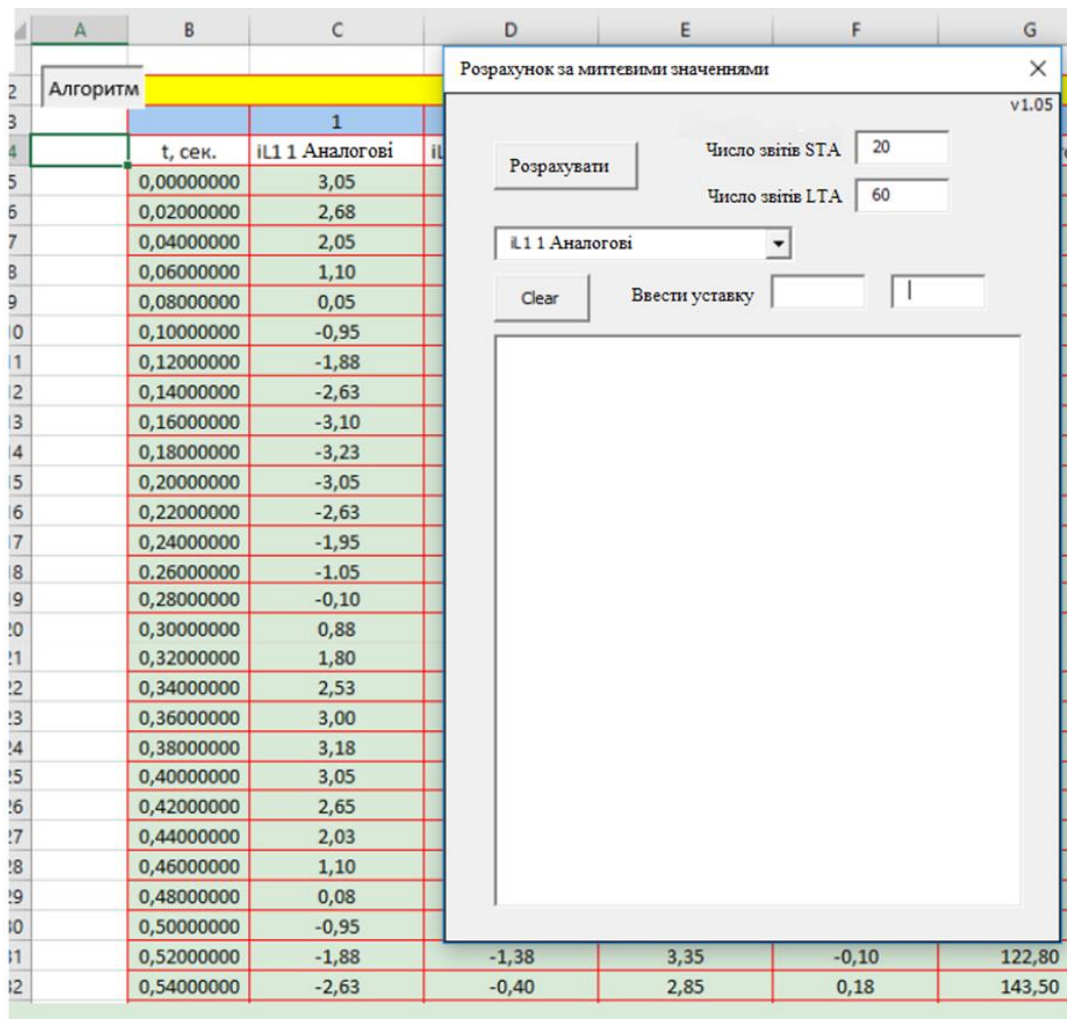 A B C D E F G
Алгоритм
1
t, сек. iL1 1 Аналогові
0,00000000 3,05
0,02000000 2,68
0,04000000 2,05
0,06000000 1,10
0,08000000 0,05
0,10000000 -0,95
0,12000000 -1,88
0,14000000 -2,63
0,16000000 -3,10
0,18000000 -3,23
0,20000000 -3,05
0,22000000 -2,63
0,24000000 -1,95
0.26000000 -1.05
0,28000000 -0,10
0,30000000 0,88
0,32000000 1,80
0,34000000 2,53
0,36000000 3,00
0,38000000 3,18
0,40000000 3,05
0,42000000 2,65
0,44000000 2,03
0,46000000 1,10
0,48000000 0,08
0,50000000 -0,95
0,52000000 -1,88 -1,38 3,35 -0,10 122,80
0,54000000 -2,63 -0,40 2,85 0,18 143,50
Розрахунок за миттєвими значеннями
v1.05
Розрахувати
Число звітів STA 20
Число звітів LTA 60
iL1 1 Аналогові
Clear
Ввести уставку